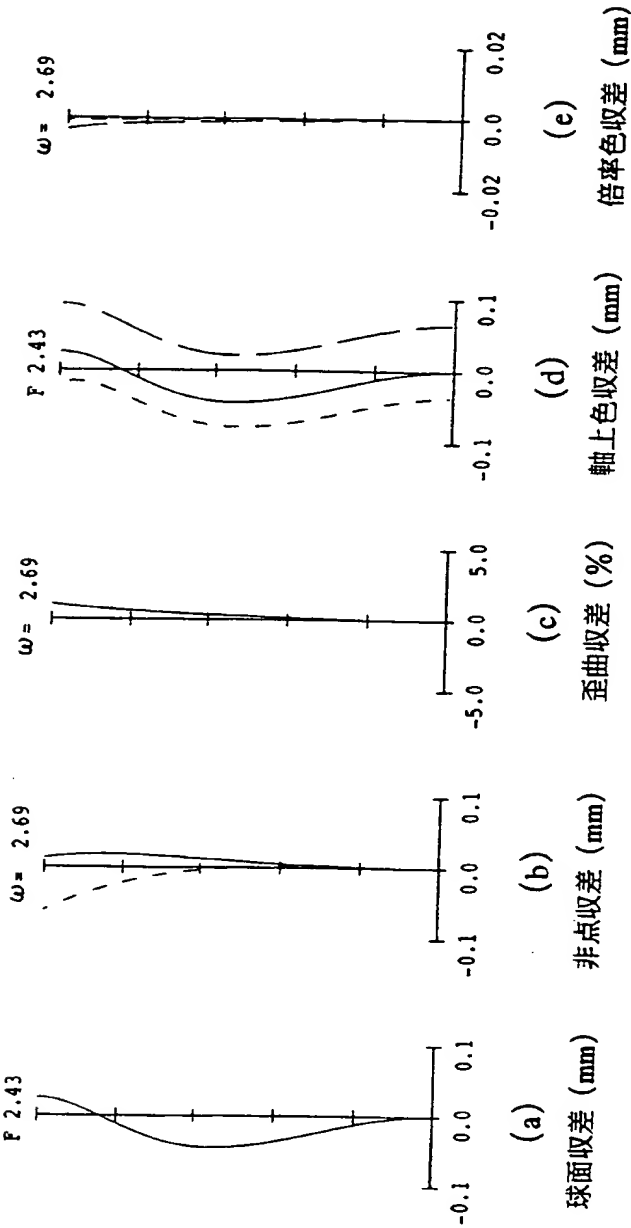 F 2.43
-0.1 0.0 0.1
(a)
球面収差 (mm)
ω= 2.69
-0.1 0.0 0.1
(b)
非点収差 (mm)
ω= 2.69
-5.0 0.0 5.0
(c)
歪曲収差 (%)
F 2.43
-0.1 0.0 0.1
(d)
軸上色収差 (mm)
ω= 2.69
-0.02 0.0 0.02
(e)
倍率色収差 (mm)